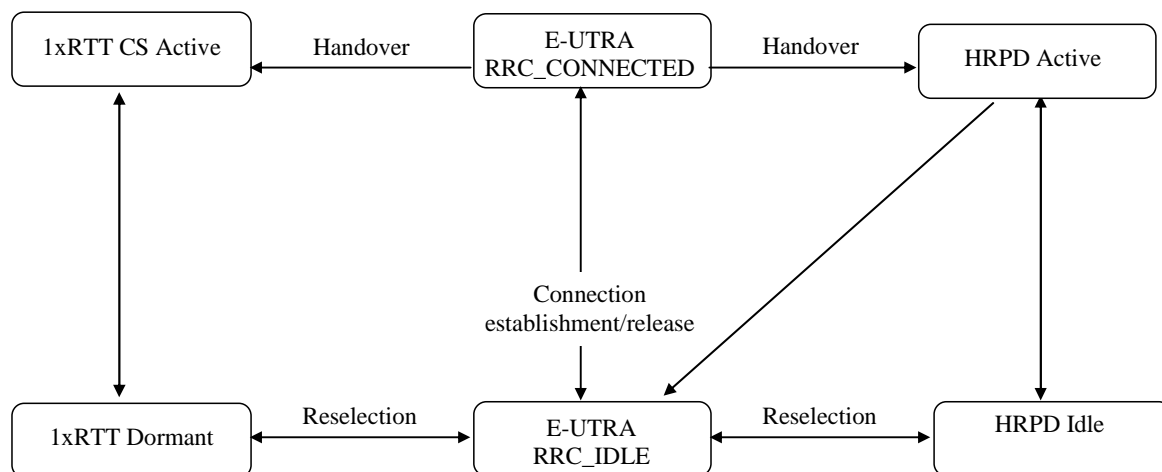 1xRTT CS Active
Handover
E-UTRA
RRC_CONNECTED
Handover
HRPD Active
Connection
establishment/release
1xRTT Dormant
Reselection
E-UTRA
RRC_IDLE
Reselection
HRPD Idle